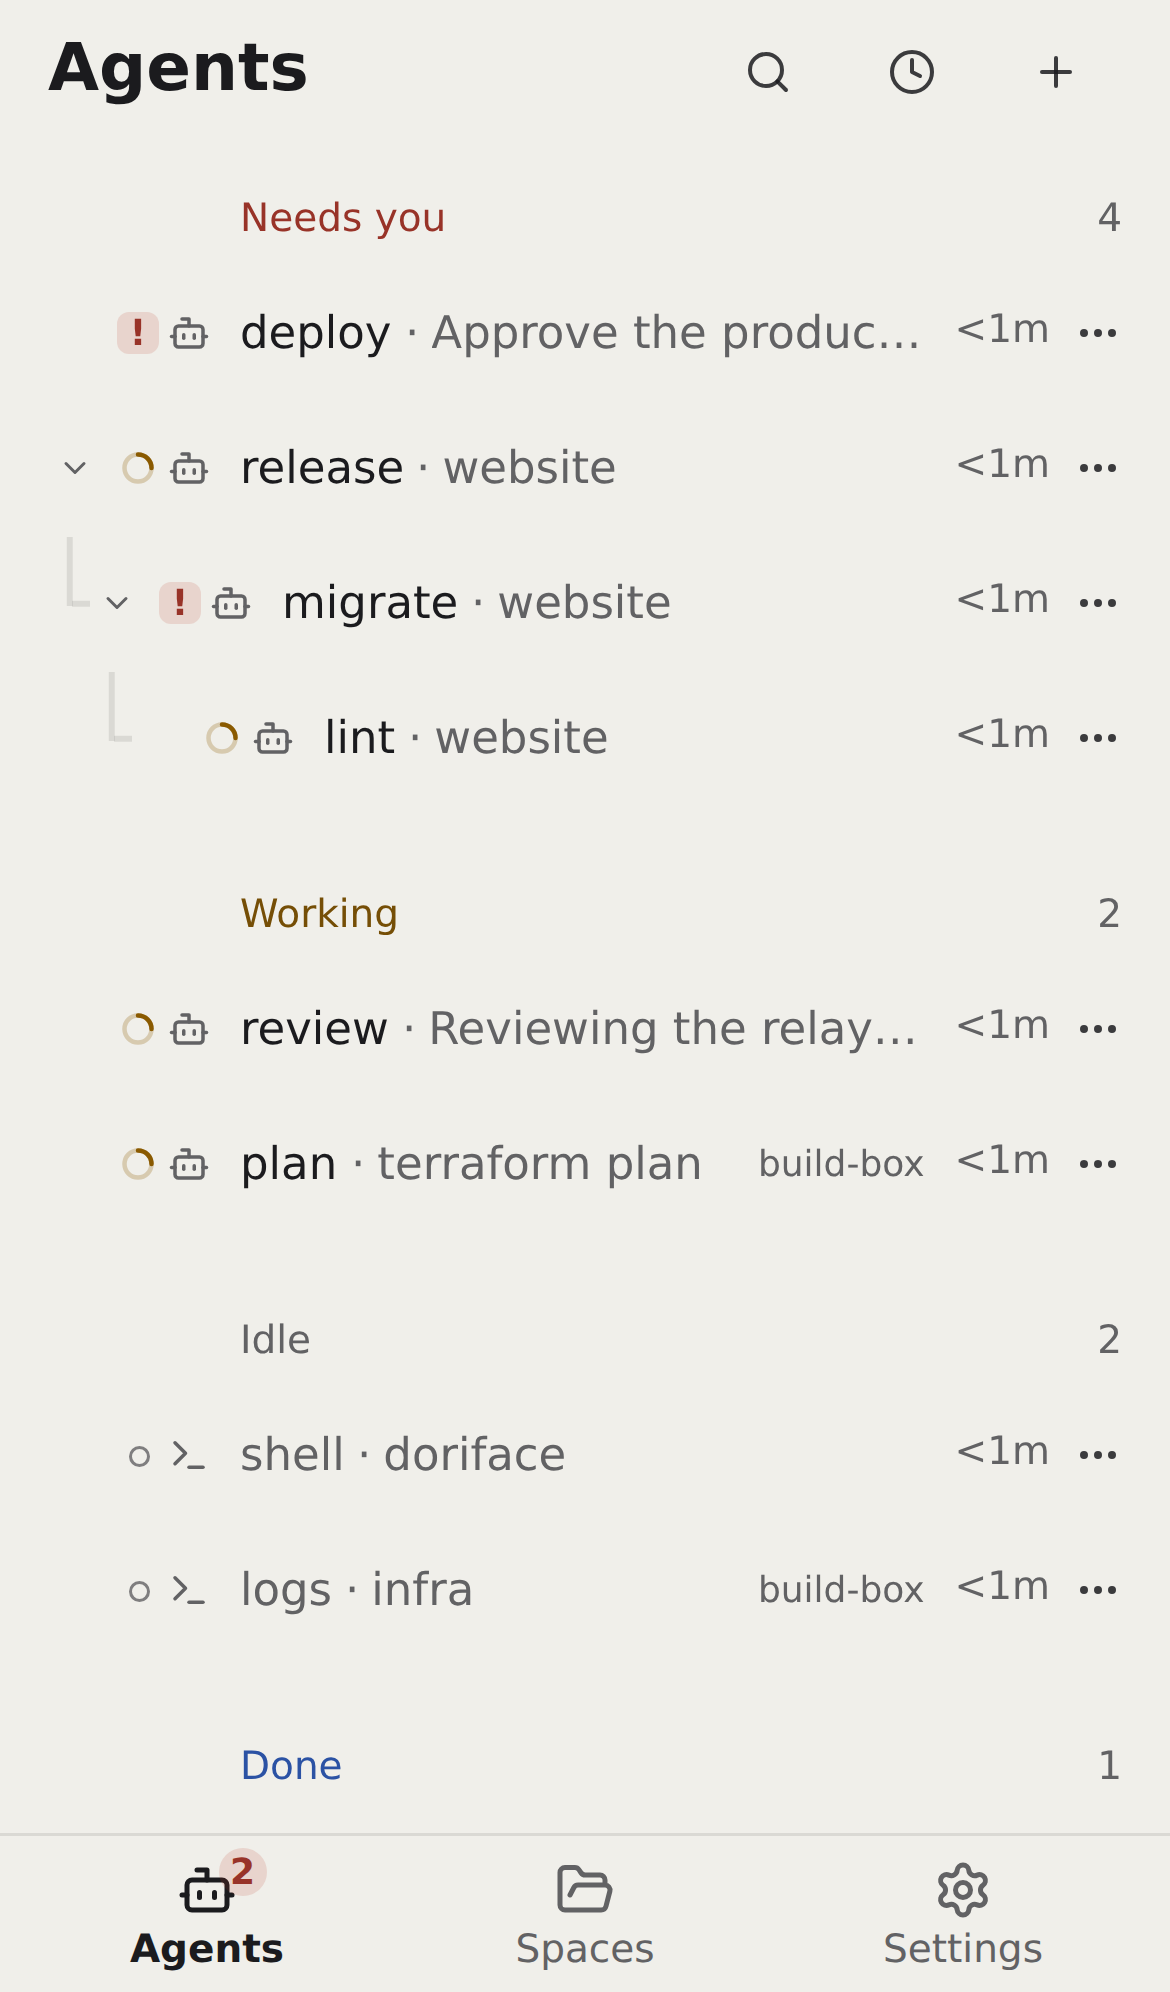 Agents
Needs you 4
! deploy · Approve the produc… <1m
release · website <1m
! migrate · website <1m
lint · website <1m
Working 2
review · Reviewing the relay… <1m
plan · terraform plan build-box <1m
Idle 2
shell · doriface <1m
logs · infra build-box <1m
Done 1
2
Agents Spaces Settings